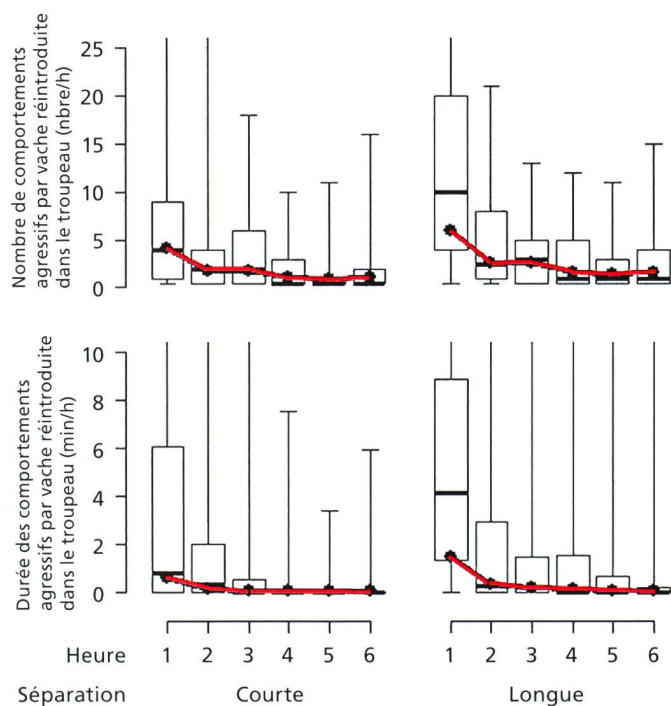 Nombre de comportements
agressifs par vache réintroduite
dans le troupeau (nbre/h)
25
20
15
10
5
0
Durée des comportements
agressifs par vache réintroduite
dans le troupeau (min/h)
10
8
6
4
2
0
Heure 1 2 3 4 5 6 1 2 3 4 5 6
Séparation Courte Longue